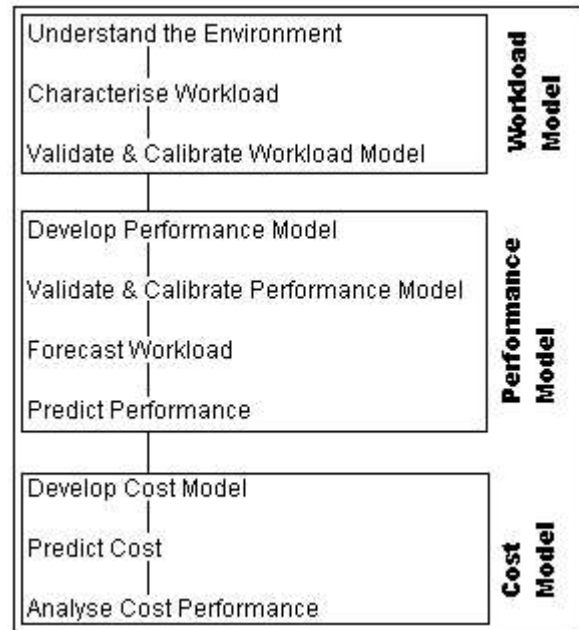 Understand the Environment
Characterise Workload
Validate & Calibrate Workload Model
Workload
Model
Develop Performance Model
Validate & Calibrate Performance Model
Forecast Workload
Predict Performance
Performance
Model
Develop Cost Model
Predict Cost
Analyse Cost Performance
Cost
Model